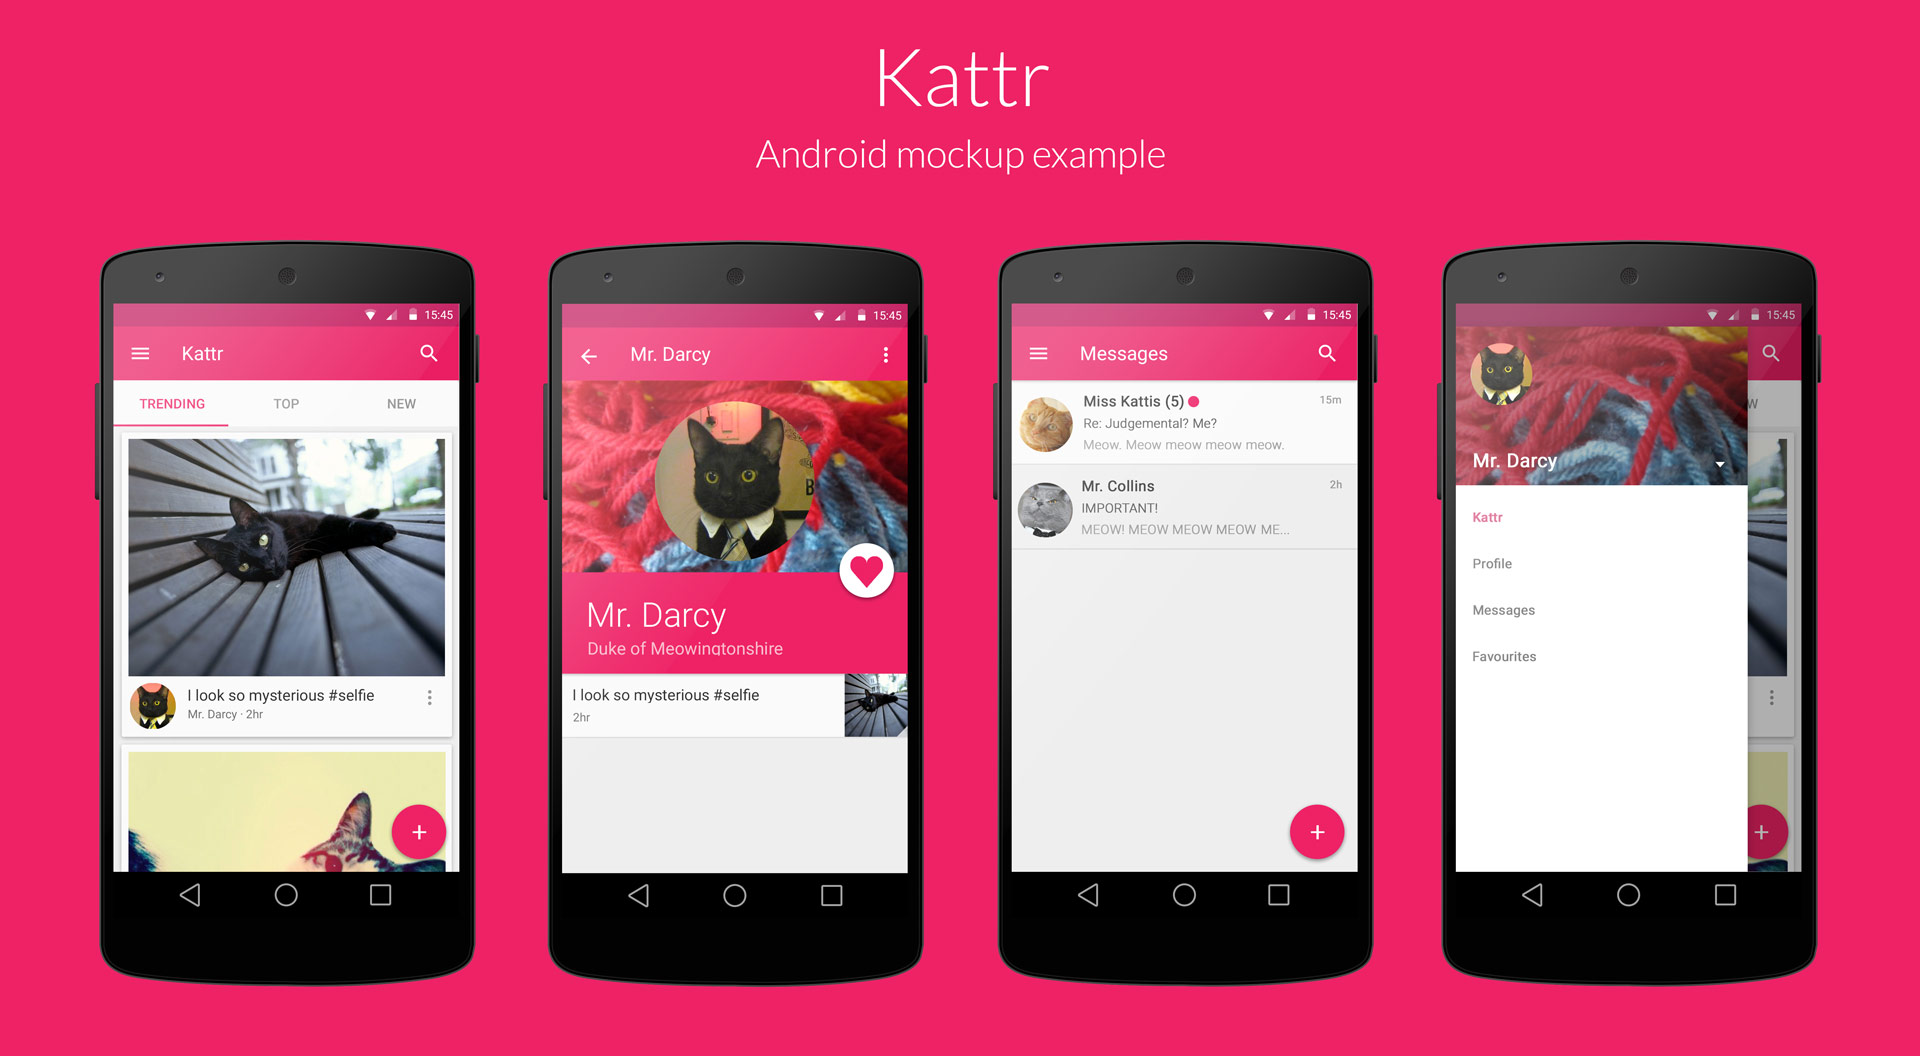 Kattr
Android mockup example
15:45
Kattr
TRENDING TOP NEW
I look so mysterious #selfie
Mr. Darcy · 2hr
15:45
Mr. Darcy
B
Mr. Darcy
Duke of Meowingtonshire
I look so mysterious #selfie
2hr
15:45
Messages
Miss Kattis (5) 15m
Re: Judgemental? Me?
Meow. Meow meow meow meow.
Mr. Collins 2h
IMPORTANT!
MEOW! MEOW MEOW MEOW ME...
15:45
W
Mr. Darcy
Kattr
Profile
Messages
Favourites